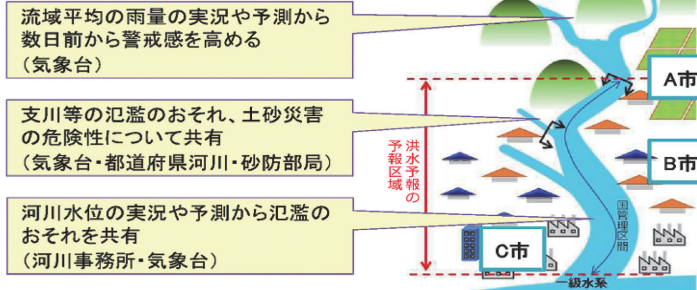 流域平均の雨量の実況や予測から
数日前から警戒感を高める
（気象台）
支川等の氾濫のおそれ、土砂災害
の危険性について共有
（気象台・都道府県河川・砂防部局）
河川水位の実況や予測から氾濫の
おそれを共有
（河川事務所・気象台）
洪水予報の
予報区域
A市
B市
国管理区間
C市
一級水系